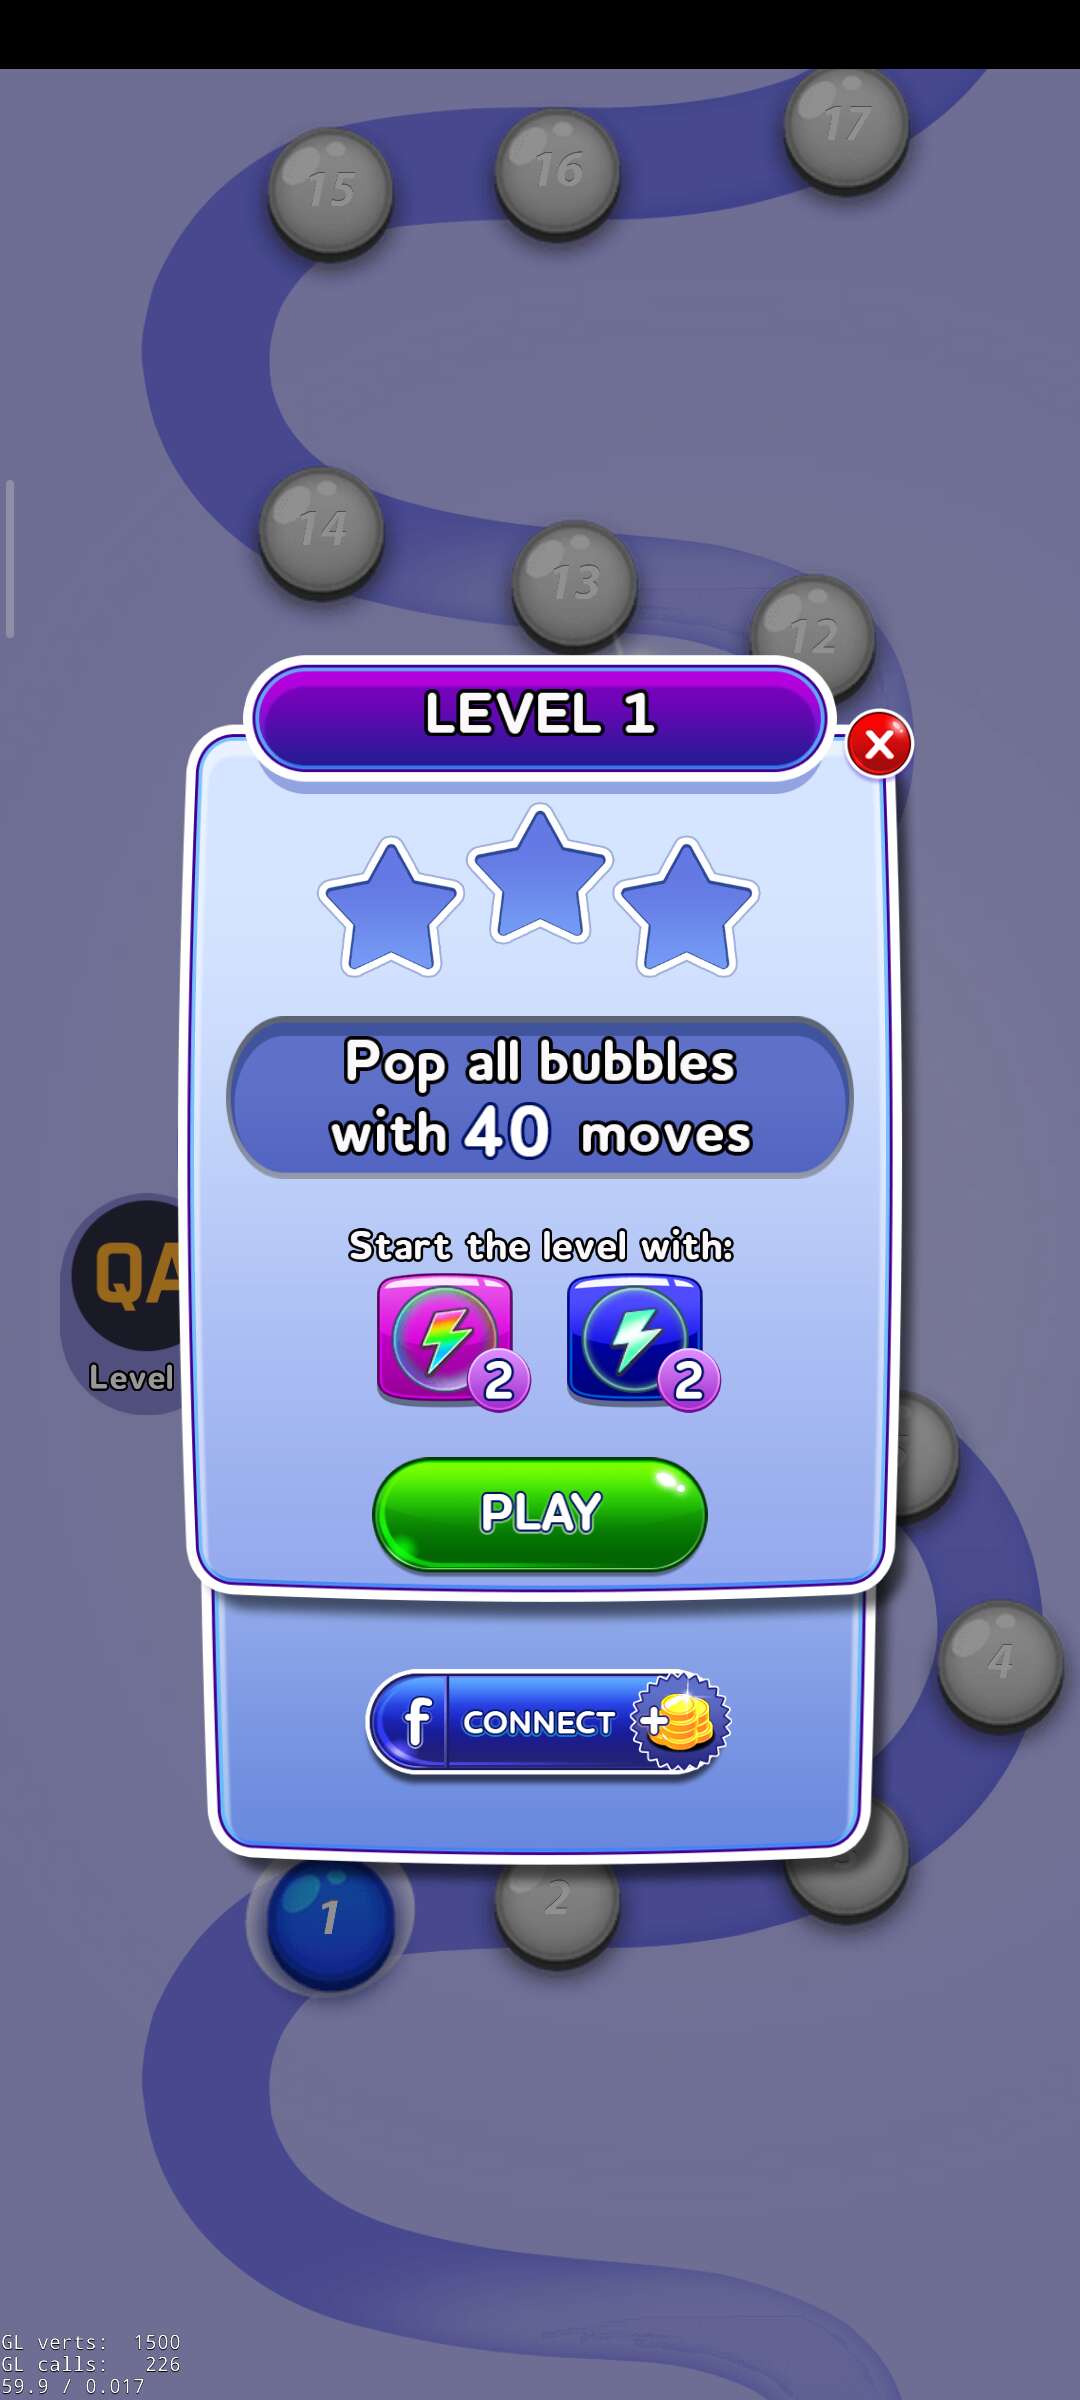 17
16
15
14
13
12
LEVEL 1
X
Pop all bubbles
with 40 moves
Start the level with:
2
2
QA
Level
PLAY
4
f CONNECT +
1
2
GL verts: 1500
GL calls: 226
59.9 / 0.017